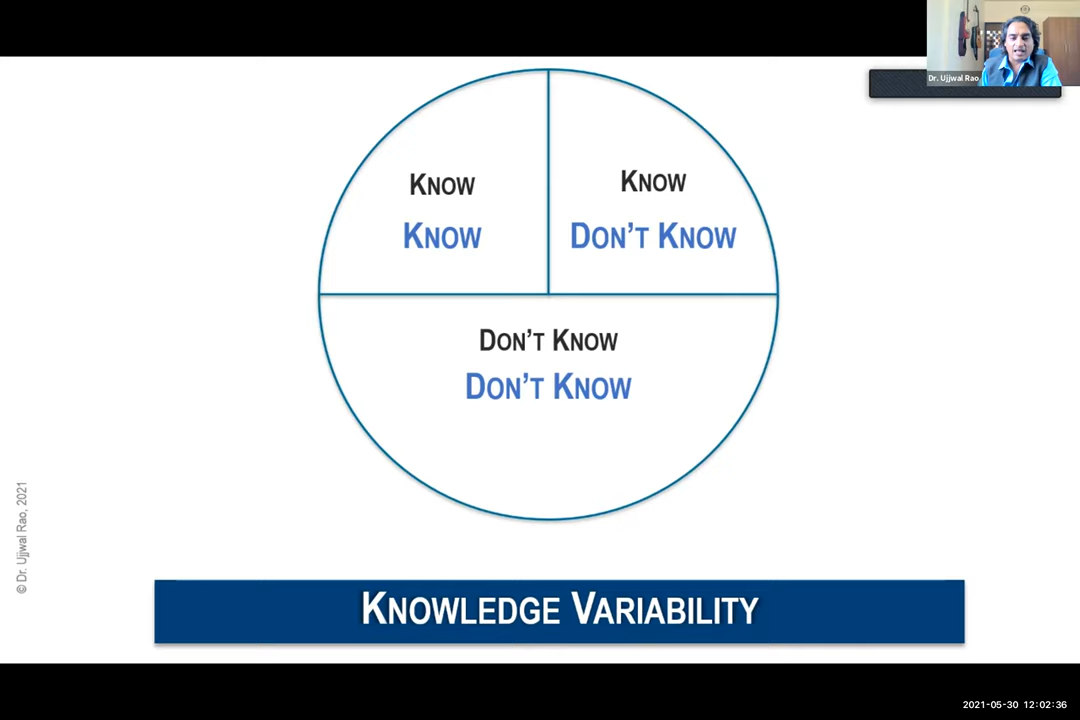 Dr. Ujjwal Rao
Know
Know
Know
Don't Know
Don't Know
Don't Know
© Dr. Ujjwal Rao, 2021
Knowledge Variability
2021-05-30 12:02:36